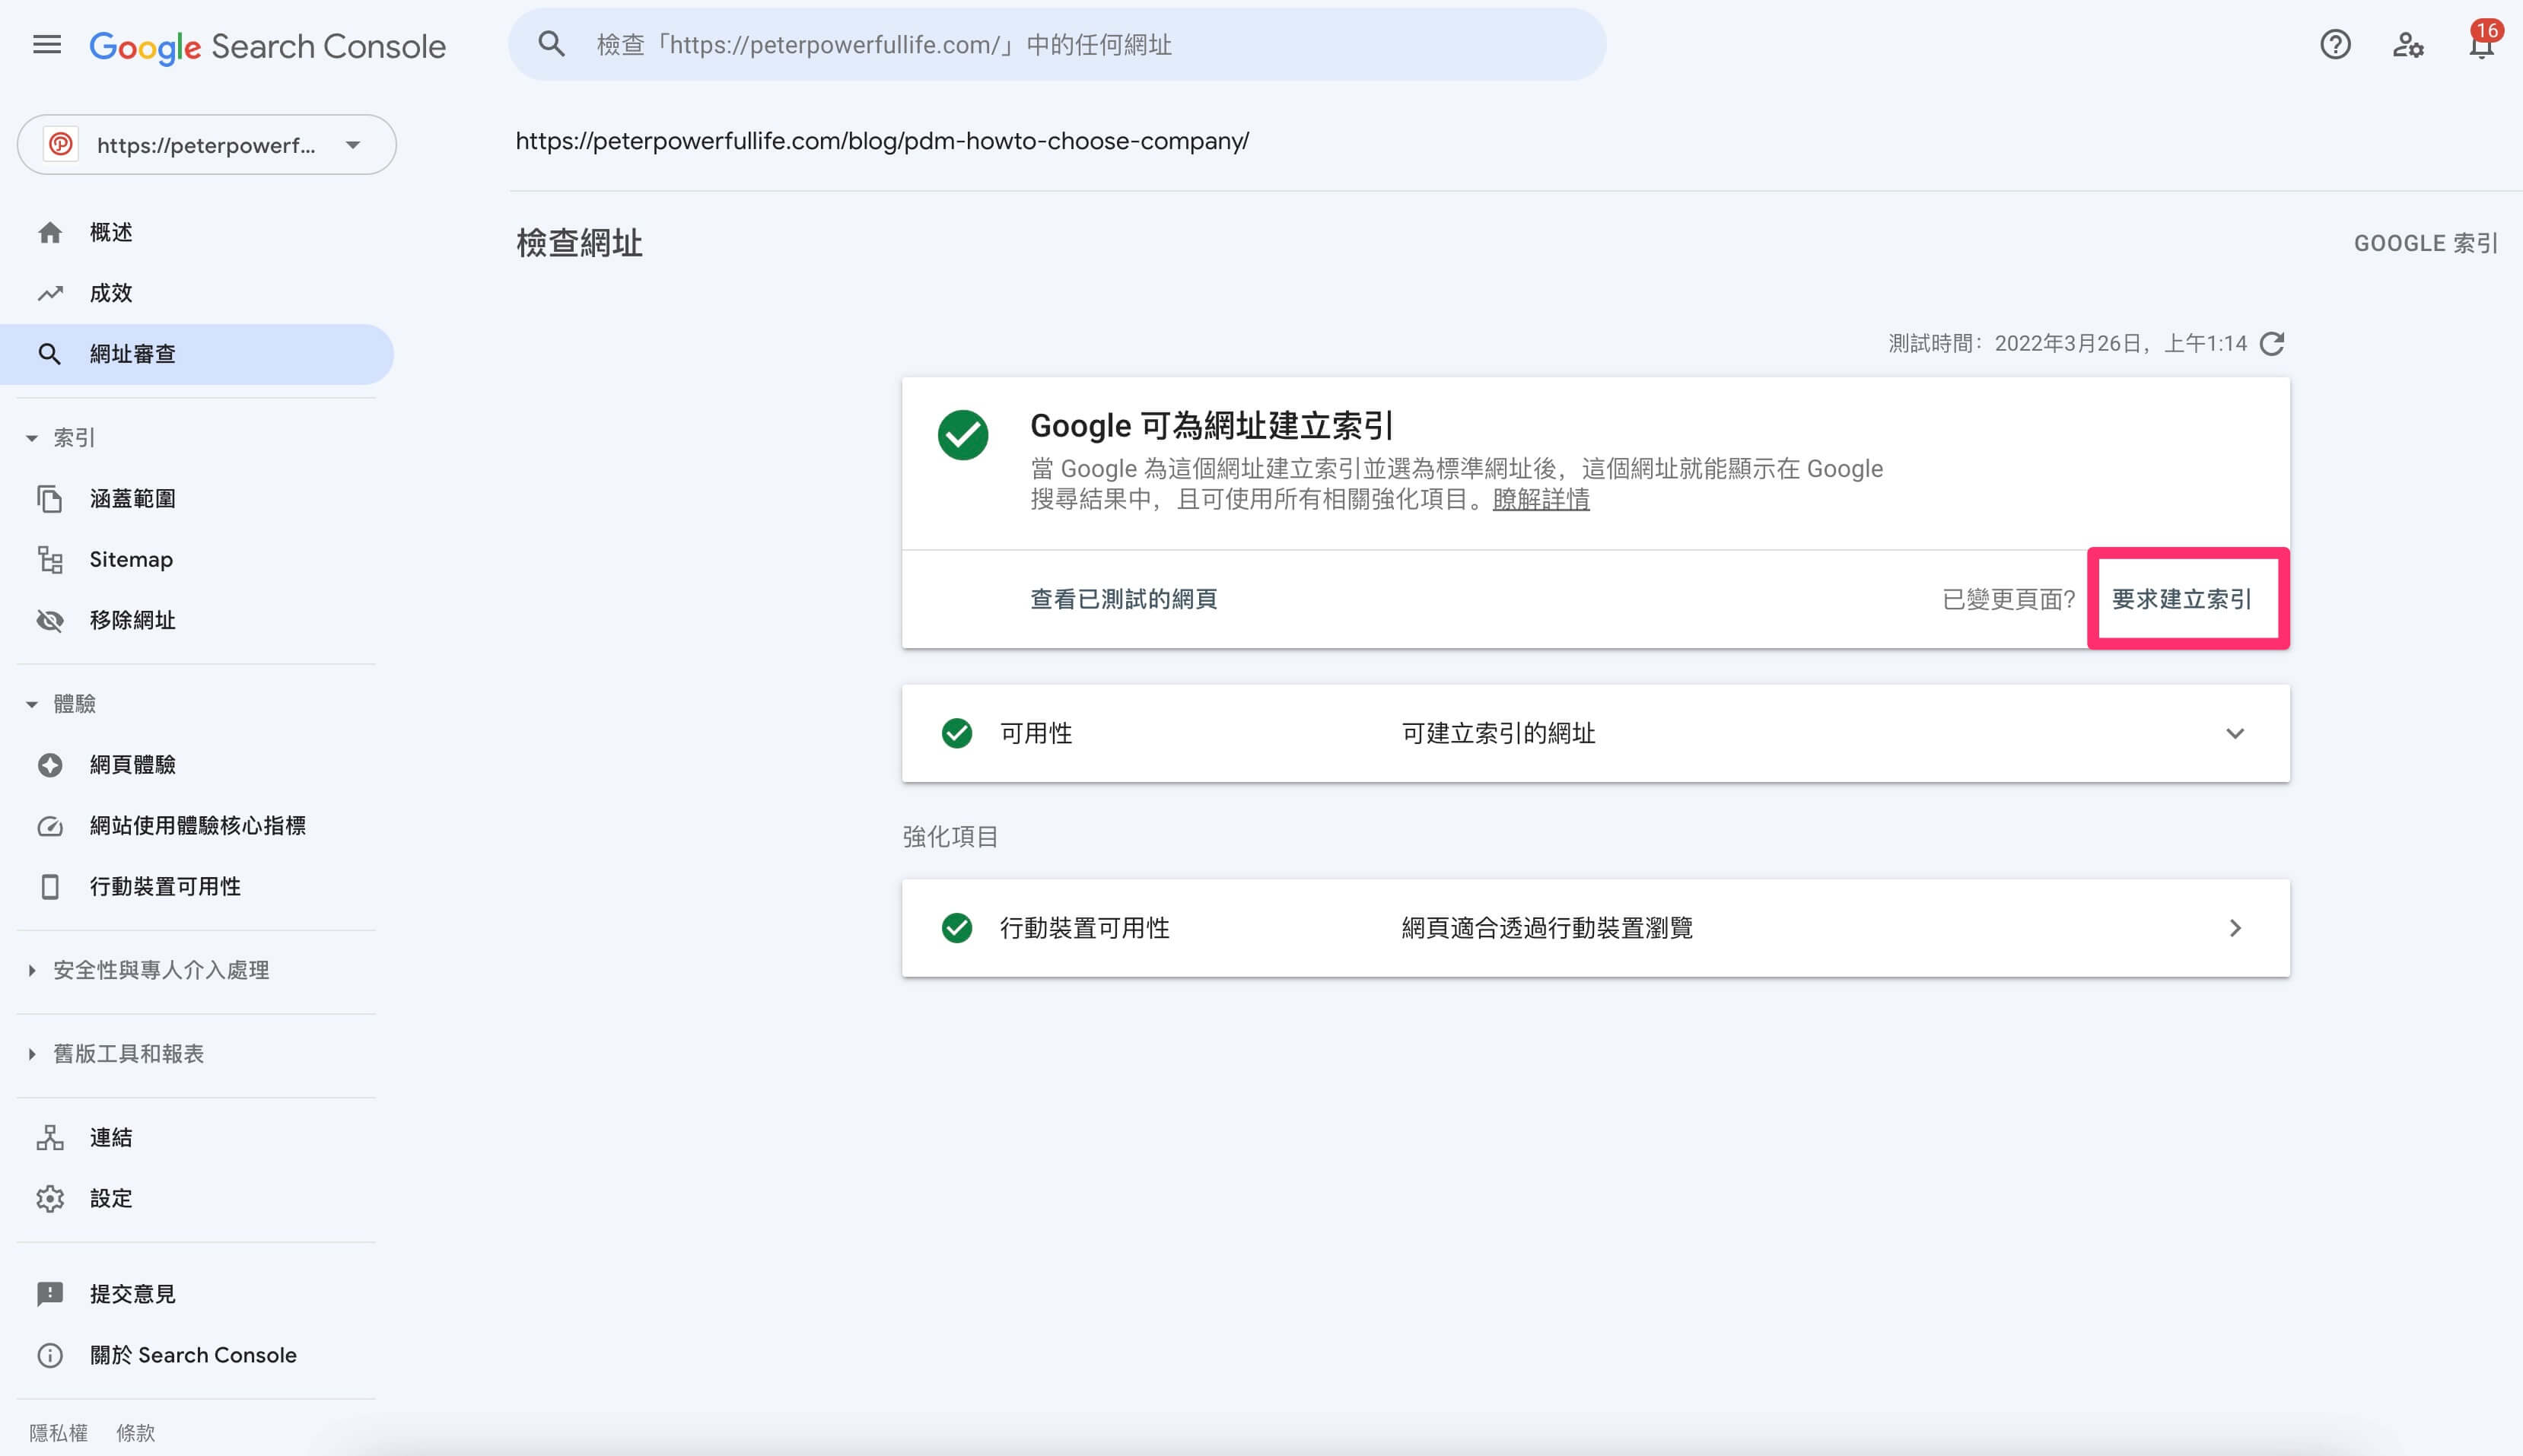 Google Search Console
檢查「https://peterpowerfullife.com/」中的任何網址
16
https://peterpowerf...
https://peterpowerfullife.com/blog/pdm-howto-choose-company/
概述
成效
網址審查
索引
涵蓋範圍
Sitemap
移除網址
體驗
網頁體驗
網站使用體驗核心指標
行動裝置可用性
安全性與專人介入處理
舊版工具和報表
連結
設定
提交意見
關於 Search Console
隱私權 條款
檢查網址
GOOGLE 索引
測試時間：2022年3月26日，上午1:14
Google 可為網址建立索引
當 Google 為這個網址建立索引並選為標準網址後，這個網址就能顯示在 Google
搜尋結果中，且可使用所有相關強化項目。瞭解詳情
查看已測試的網頁
已變更頁面? 要求建立索引
可用性 可建立索引的網址
強化項目
行動裝置可用性 網頁適合透過行動裝置瀏覽